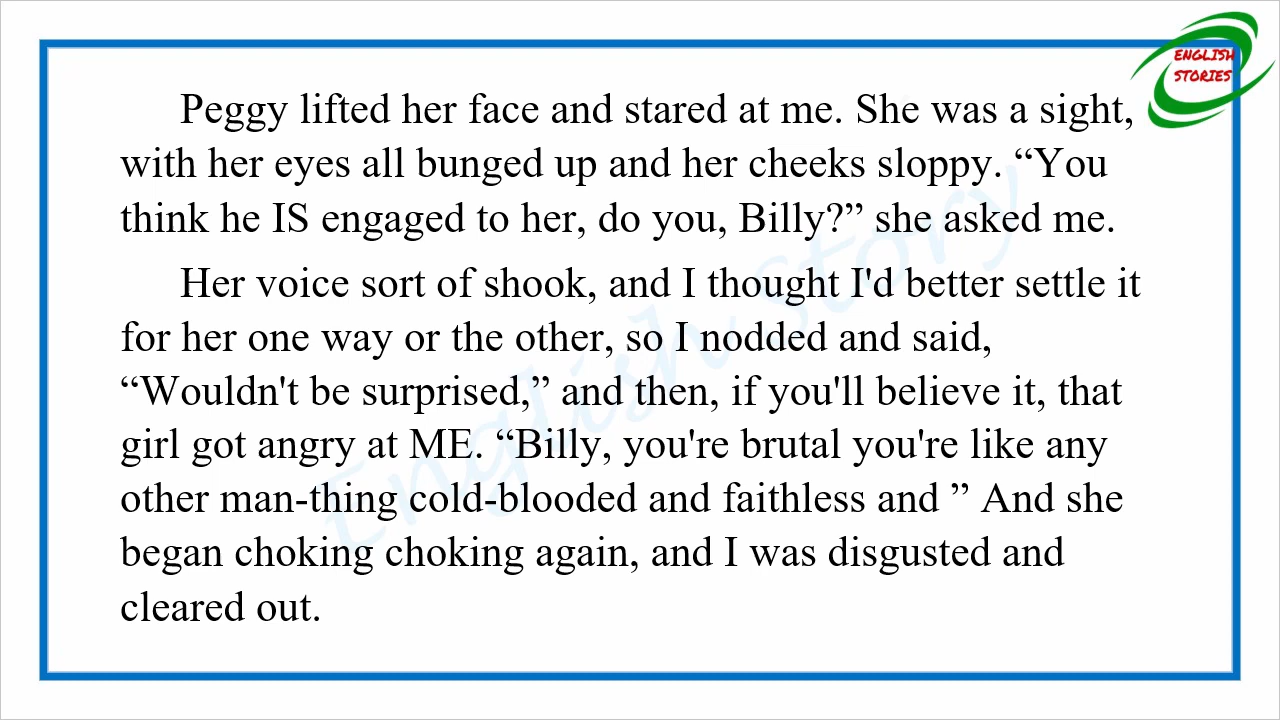 ENGLISH
STORIES
Peggy lifted her face and stared at me. She was a sight,
with her eyes all bunged up and her cheeks sloppy. “You
think he IS engaged to her, do you, Billy?” she asked me.
Her voice sort of shook, and I thought I'd better settle it
for her one way or the other, so I nodded and said,
“Wouldn't be surprised,” and then, if you'll believe it, that
girl got angry at ME. “Billy, you're brutal you're like any
other man-thing cold-blooded and faithless and ” And she
began choking choking again, and I was disgusted and
cleared out.
English Story